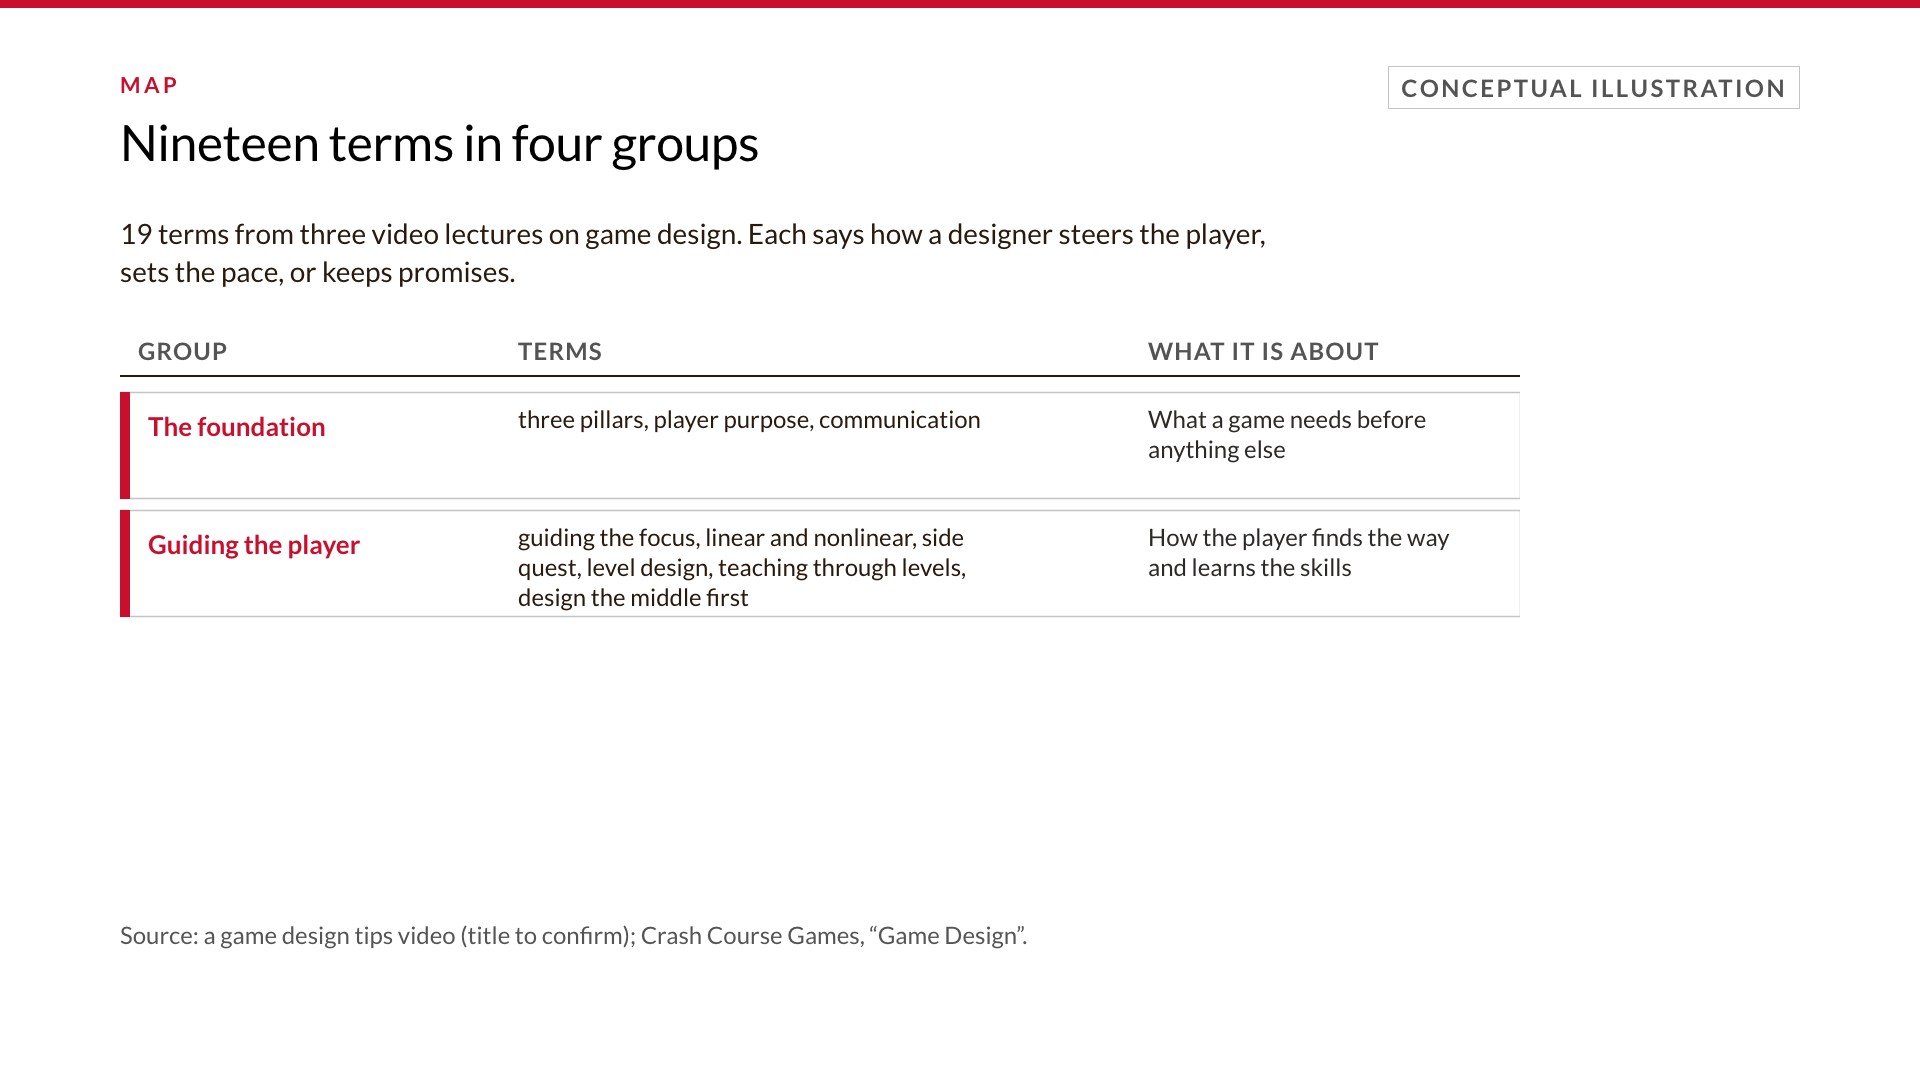 MAP
CONCEPTUAL ILLUSTRATION
Nineteen terms in four groups
19 terms from three video lectures on game design. Each says how a designer steers the player,
sets the pace, or keeps promises.
GROUP TERMS WHAT IT IS ABOUT
The foundation
three pillars, player purpose, communication
What a game needs before
anything else
Guiding the player
guiding the focus, linear and nonlinear, side
quest, level design, teaching through levels,
design the middle first
How the player finds the way
and learns the skills
Source: a game design tips video (title to confirm); Crash Course Games, “Game Design”.